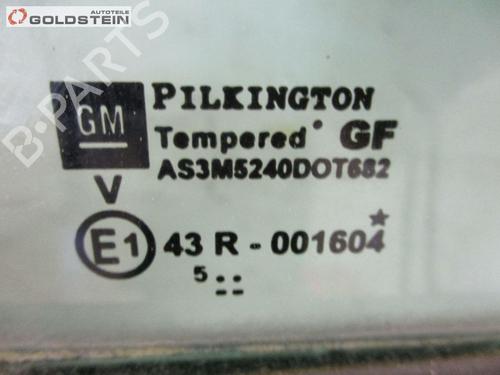 AUTOTEILE
GOLDSTEIN
B-PARTS
GM
PILKINGTON
Tempered GF
AS3M5240DOT682
V
E1 43 R - 001604*
5 . .
- -